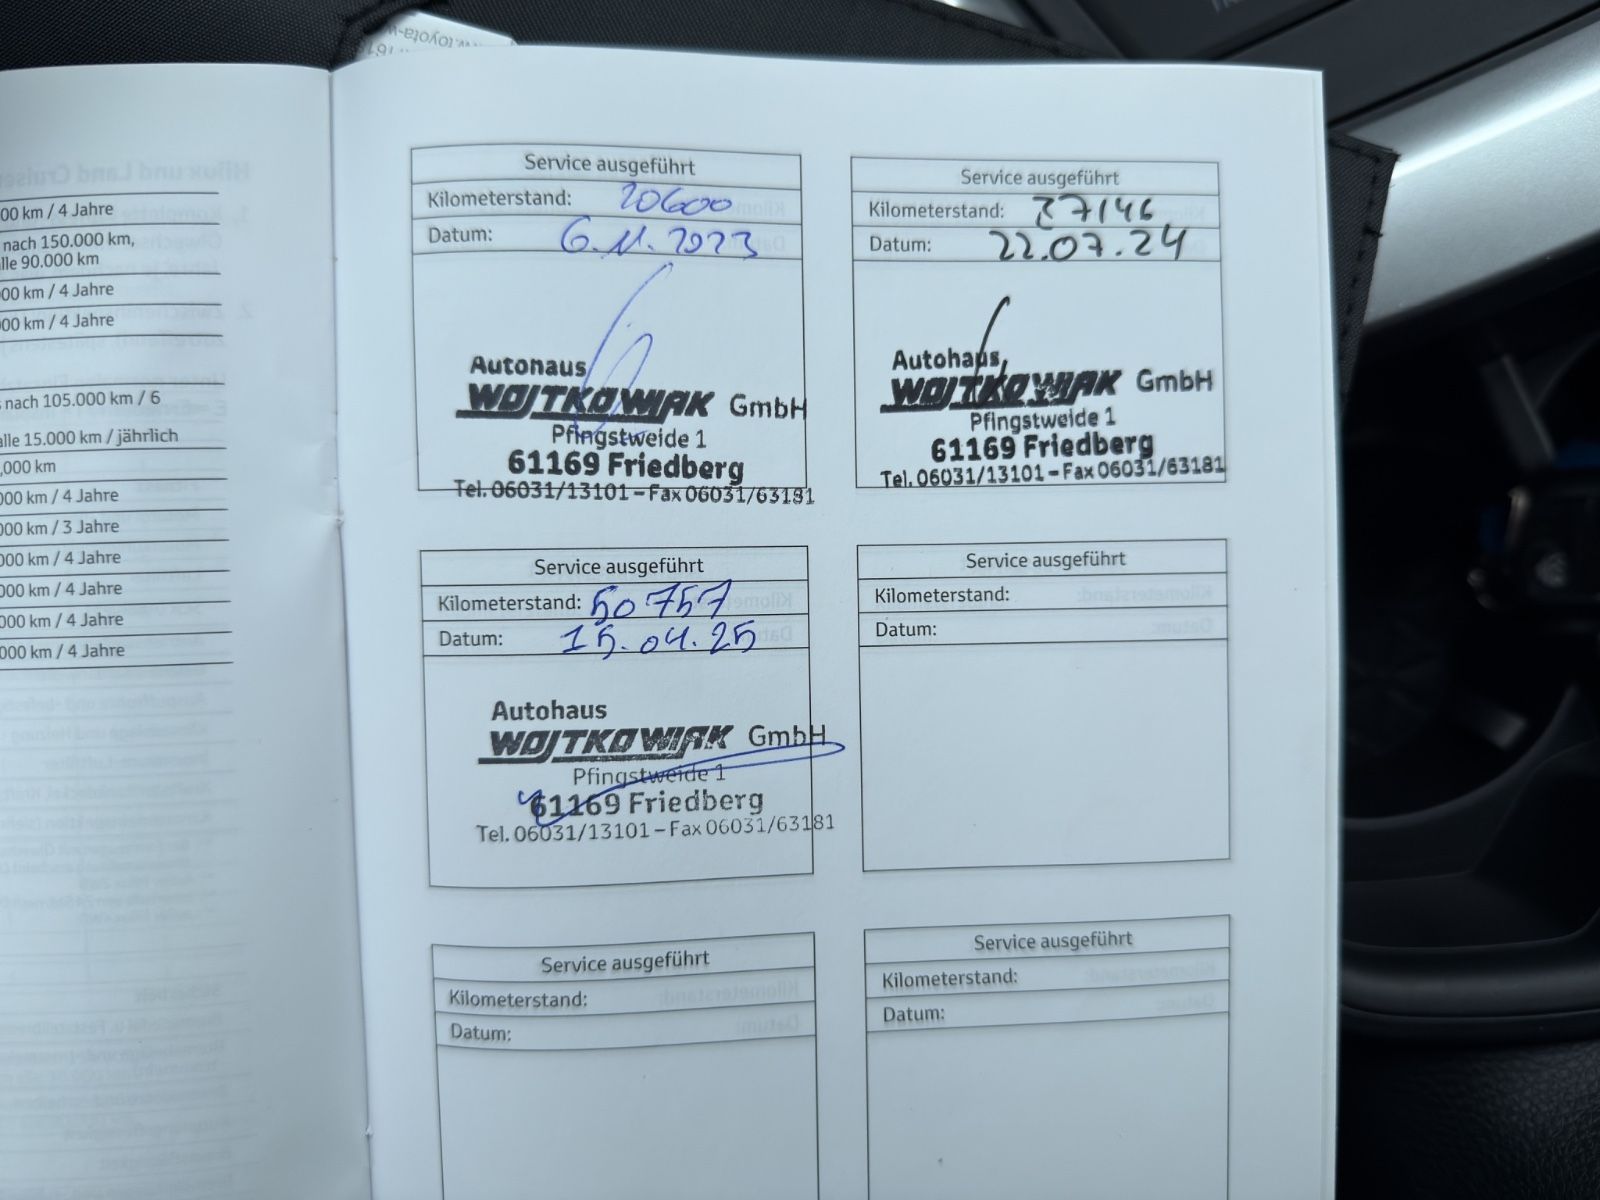 www.toyota-w
00 km / 4 Jahre
nach 150.000 km,
alle 90.000 km
000 km / 4 Jahre
000 km / 4 Jahre
nach 105.000 km / 6
alle 15.000 km / jährlich
.000 km
000 km / 4 Jahre
000 km / 3 Jahre
000 km / 4 Jahre
000 km / 4 Jahre
000 km / 4 Jahre
000 km / 4 Jahre
Service ausgeführt
Kilometerstand: 20600
Datum: 6.11.2023
Autohaus
WOJTKOWIAK GmbH
Pfingstweide 1
61169 Friedberg
Tel. 06031/13101 – Fax 06031/63181
Service ausgeführt
Kilometerstand: 37146
Datum: 22.07.24
Autohaus
WOJTKOWIAK GmbH
Pfingstweide 1
61169 Friedberg
Tel. 06031/13101 – Fax 06031/63181
Service ausgeführt
Kilometerstand: 50757
Datum: 15.04.25
Autohaus
WOJTKOWIAK GmbH
Pfingstweide 1
61169 Friedberg
Tel. 06031/13101 – Fax 06031/63181
Service ausgeführt
Kilometerstand:
Datum:
Service ausgeführt
Kilometerstand:
Datum:
Service ausgeführt
Kilometerstand:
Datum: